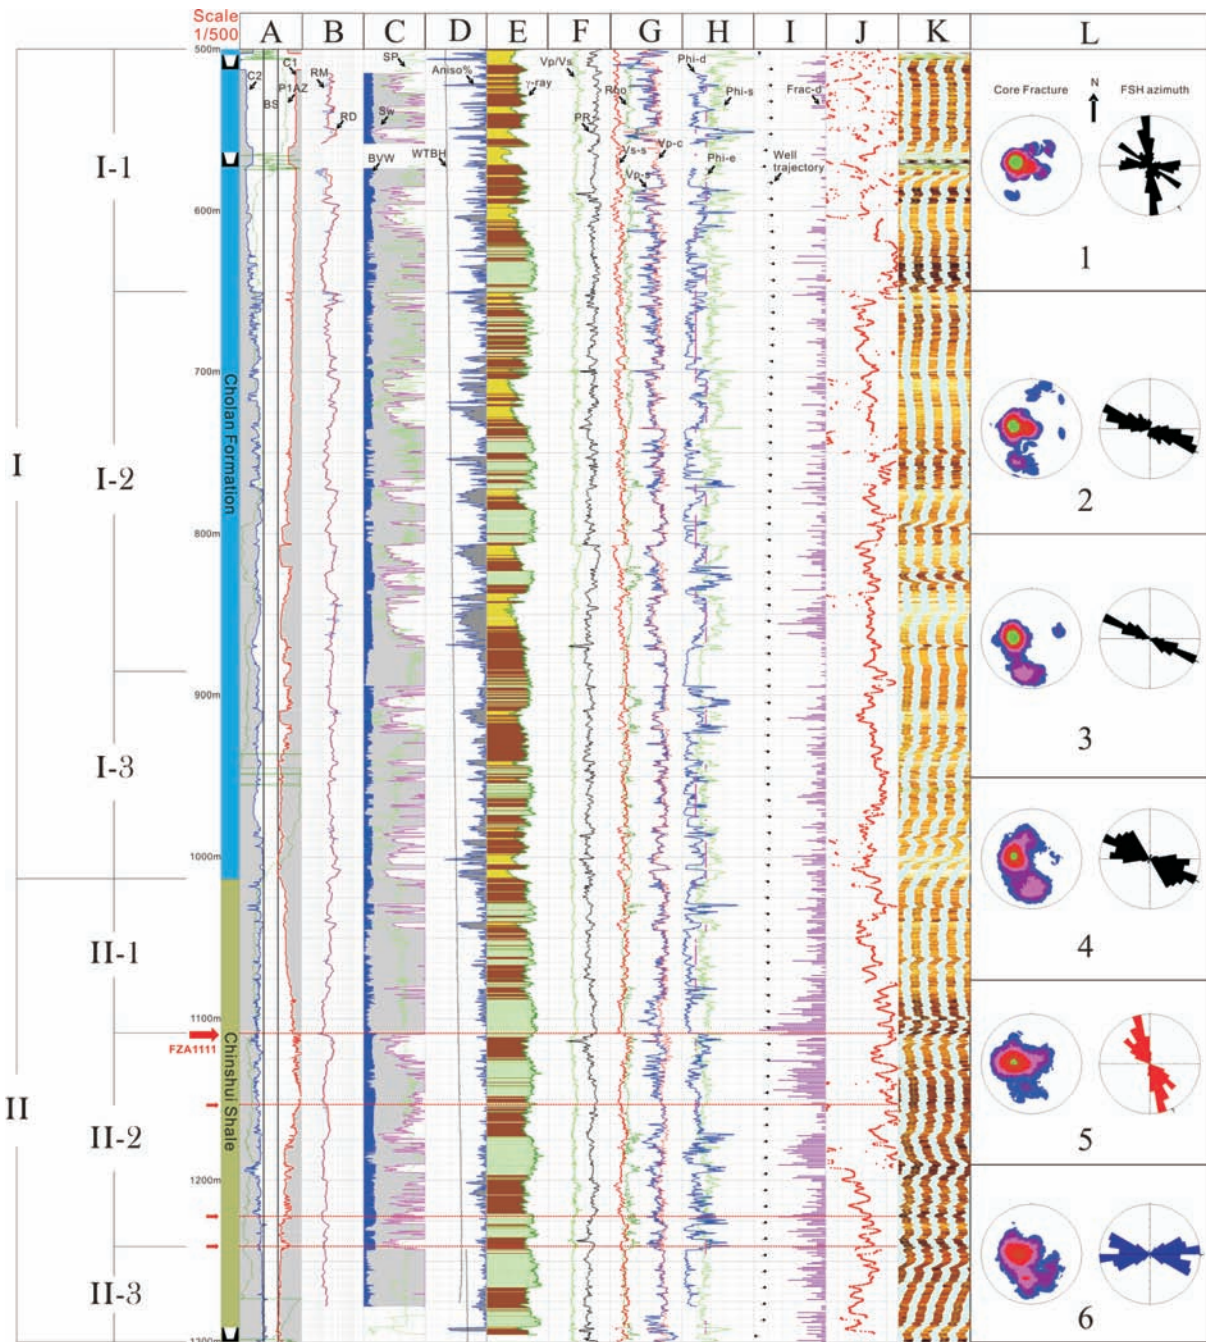 Scale
1/500
A B C D E F G H I J K L
500m
C2
C1
P1AZ
BS
RM
RD
SP
Sw
BVW
Aniso%
WTBH
γ-ray
Vp/Vs
PR
Rho
Vs-s
Vp-c
Vp-s
Phi-d
Phi-s
Phi-e
Frac-d
Well
trajectory
Core Fracture
N
FSH azimuth
I-1
600m
1
700m
Cholan Formation
I
I-2
2
800m
3
900m
I-3
1000m
4
II-1
1100m
FZA1111
Chinshui Shale
5
II
II-2
1200m
II-3
6